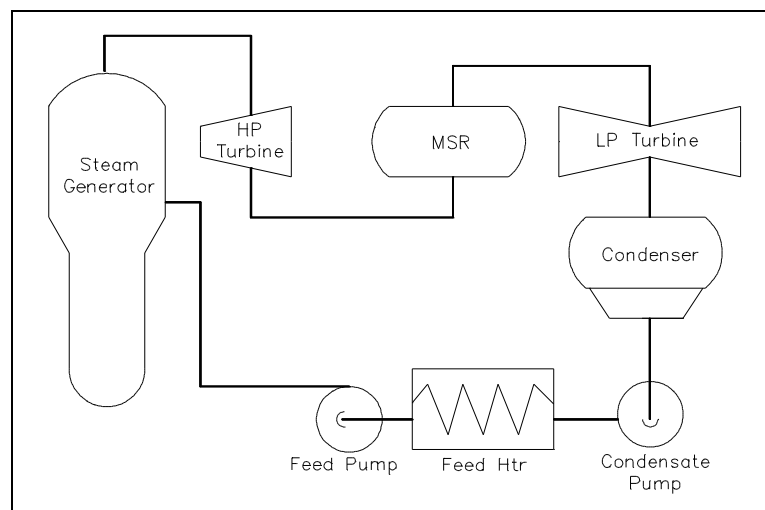 HP
Turbine
MSR
LP Turbine
Steam
Generator
Condenser
Feed Pump
Feed Htr
Condensate
Pump